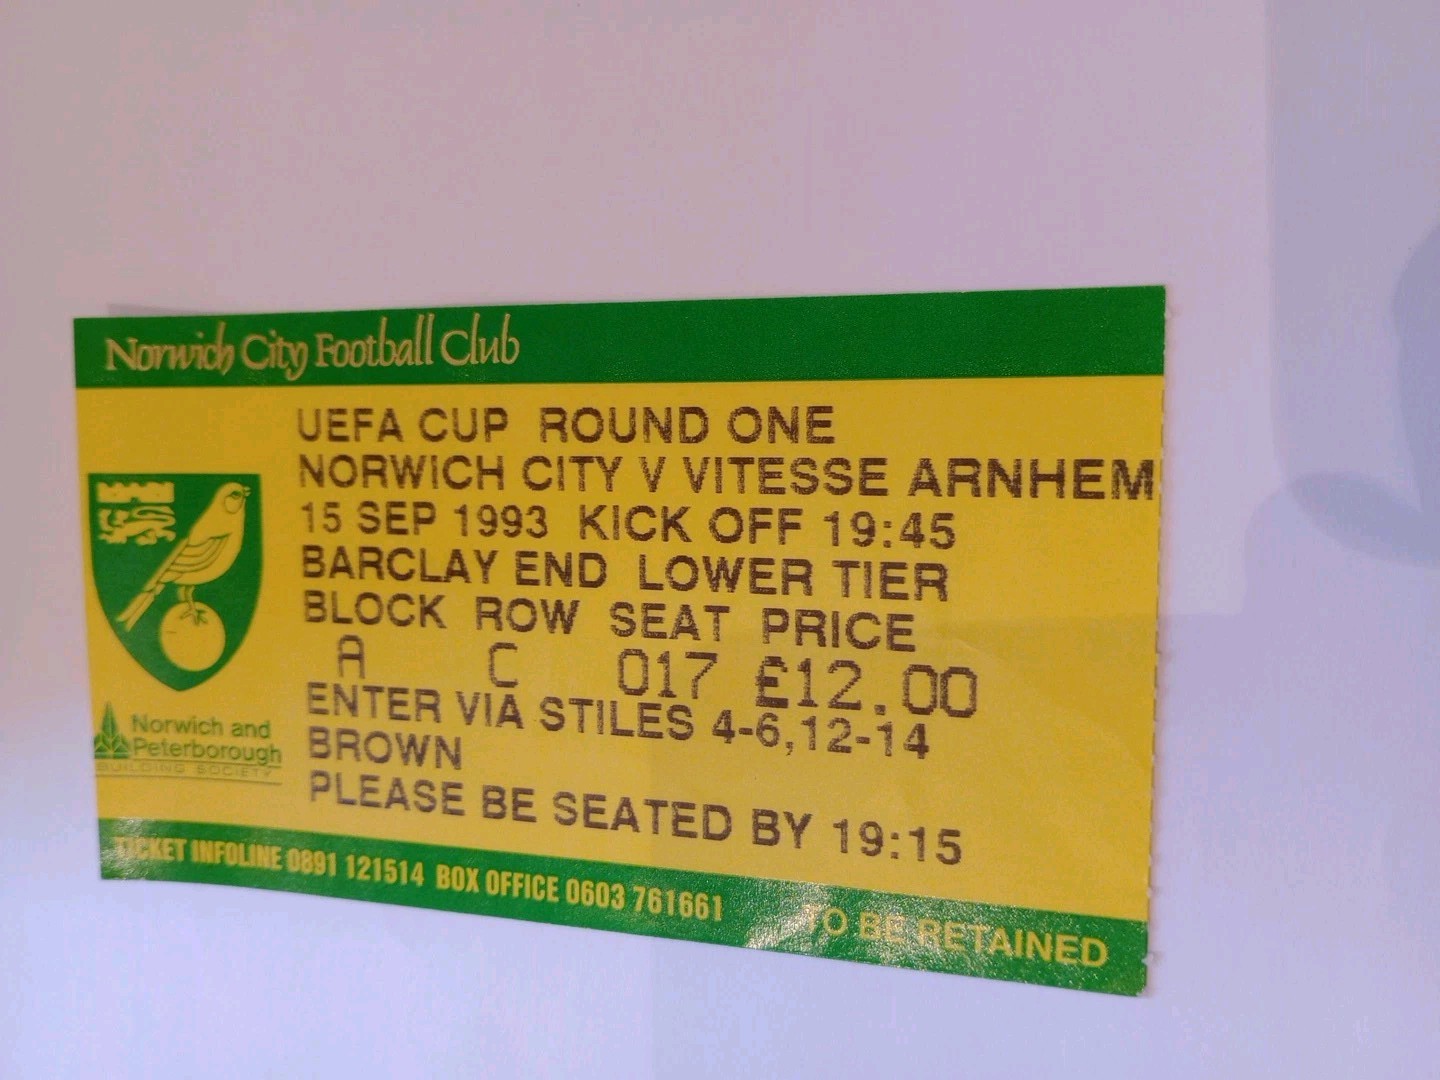 Norwich City Football Club
UEFA CUP ROUND ONE
NORWICH CITY V VITESSE ARNHEM
15 SEP 1993 KICK OFF 19:45
BARCLAY END LOWER TIER
BLOCK ROW SEAT PRICE
A C 017 £12.00
ENTER VIA STILES 4-6,12-14
BROWN
PLEASE BE SEATED BY 19:15
Norwich and
Peterborough
BUILDING SOCIETY
TICKET INFOLINE 0891 121514 BOX OFFICE 0603 761661
TO BE RETAINED